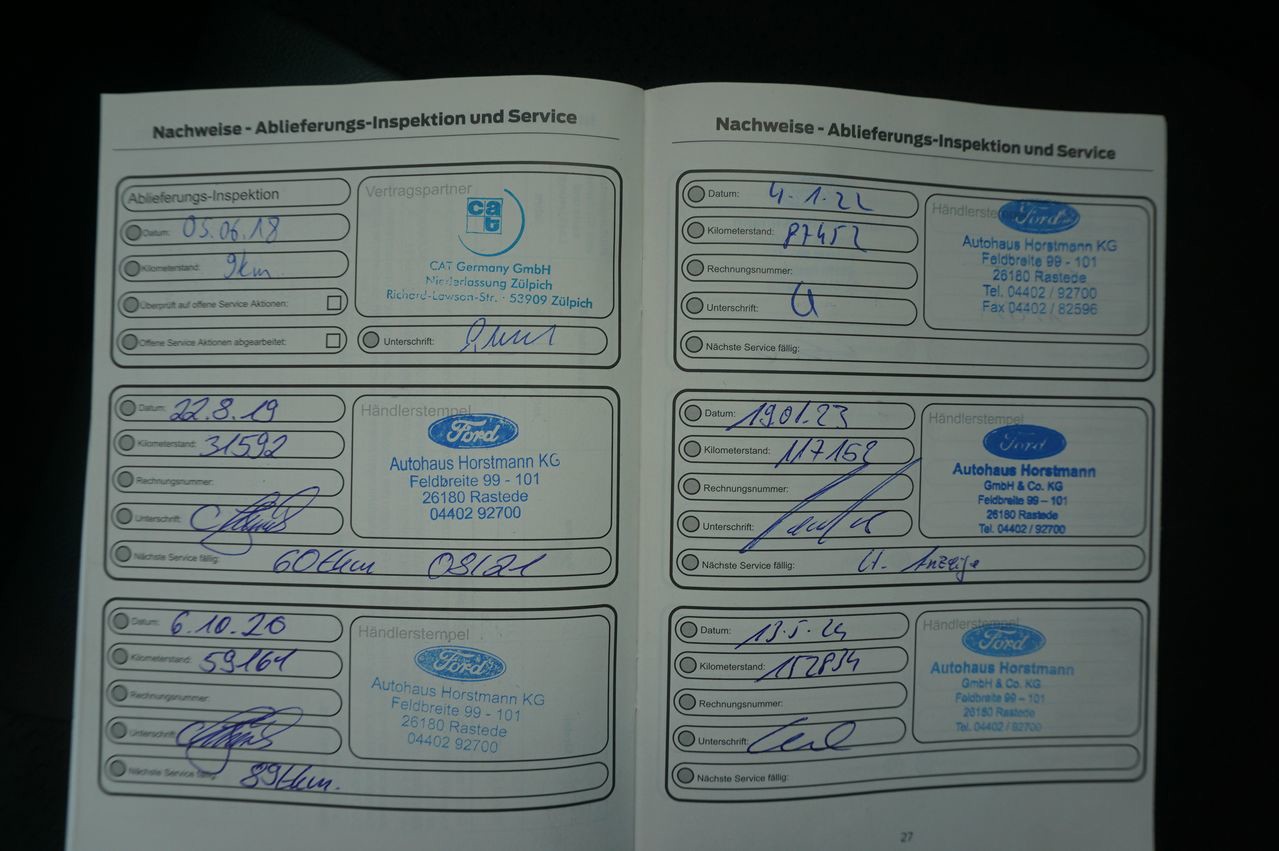 Nachweise - Ablieferungs-Inspektion und Service
Ablieferungs-Inspektion
Datum: 05.06.18
Kilometerstand: 9km
Überprüft auf offene Service Aktionen:
Offene Service Aktionen abgearbeitet:
Vertragspartner
cat
CAT Germany GmbH
Niederlassung Zülpich
Richard-Lawson-Str. · 53909 Zülpich
Unterschrift:
Datum: 22.8.19
Kilometerstand: 31592
Rechnungsnummer:
Unterschrift:
Nächste Service fällig: 60tkm 08/21
Händlerstempel
Ford
Autohaus Horstmann KG
Feldbreite 99 - 101
26180 Rastede
04402 92700
Datum: 6.10.20
Kilometerstand: 59161
Rechnungsnummer:
Unterschrift:
Nächste Service fällig: 89tkm.
Händlerstempel
Ford
Autohaus Horstmann KG
Feldbreite 99 - 101
26180 Rastede
04402 92700
Nachweise - Ablieferungs-Inspektion und Service
Datum: 4.1.22
Kilometerstand: 87452
Rechnungsnummer:
Unterschrift:
Nächste Service fällig:
Händlerstempel
Ford
Autohaus Horstmann KG
Feldbreite 99 - 101
26180 Rastede
Tel. 04402 / 92700
Fax 04402 / 82596
Datum: 19.01.23
Kilometerstand: 117152
Rechnungsnummer:
Unterschrift:
Nächste Service fällig: Anzeige
Händlerstempel
Ford
Autohaus Horstmann
GmbH & Co. KG
Feldbreite 99 – 101
26180 Rastede
Tel. 04402 / 92700
Datum: 13.5.24
Kilometerstand: 152834
Rechnungsnummer:
Unterschrift:
Nächste Service fällig:
Händlerstempel
Ford
Autohaus Horstmann
GmbH & Co. KG
Feldbreite 99 – 101
26180 Rastede
Tel. 04402 / 92700
27